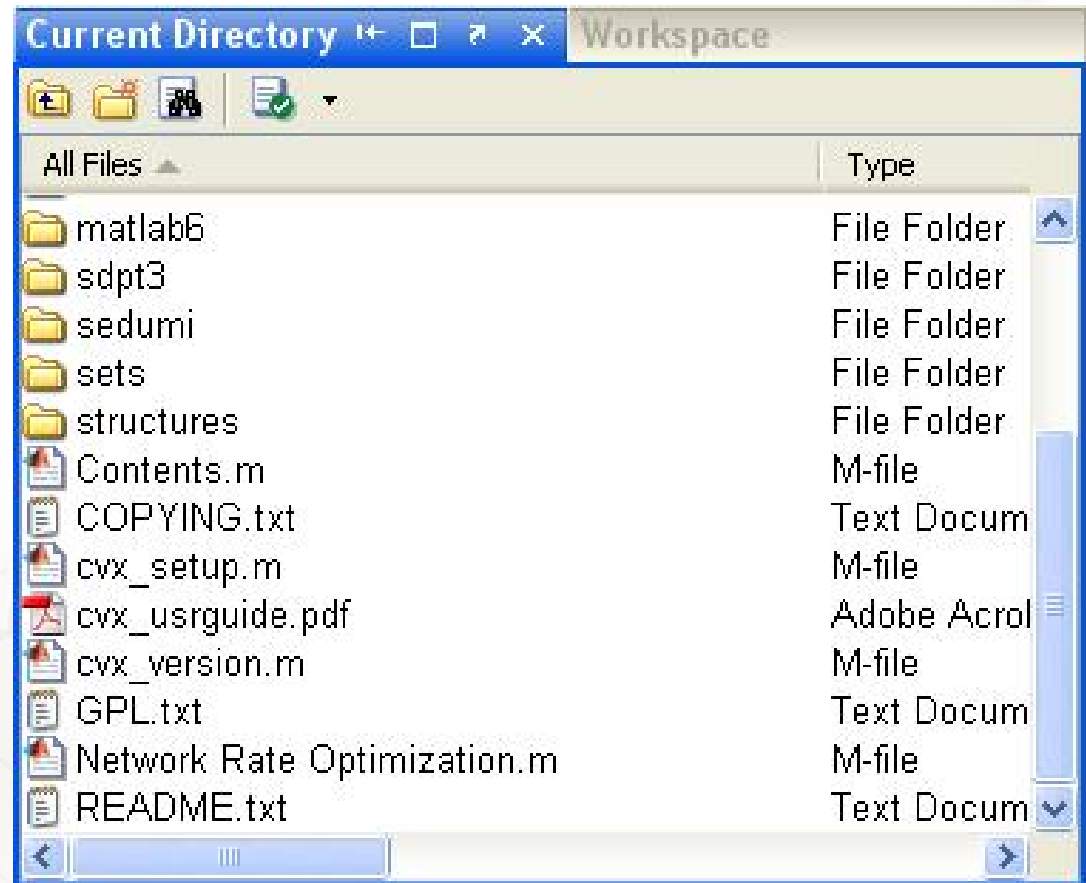 Current Directory Workspace
All Files Type
matlab6 File Folder
sdpt3 File Folder
sedumi File Folder
sets File Folder
structures File Folder
Contents.m M-file
COPYING.txt Text Docum
cvx_setup.m M-file
cvx_usrguide.pdf Adobe Acrol
cvx_version.m M-file
GPL.txt Text Docum
Network Rate Optimization.m M-file
README.txt Text Docum